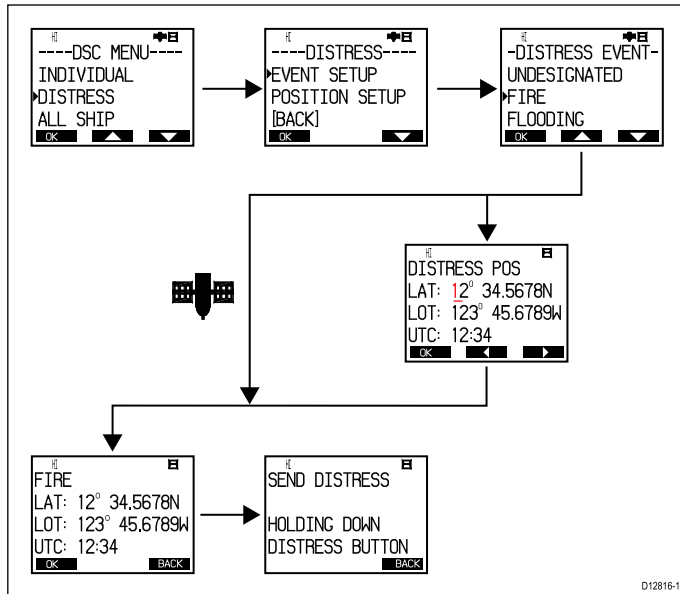 HI
----DSC MENU----
INDIVIDUAL
DISTRESS
ALL SHIP
OK
HI
----DISTRESS----
EVENT SETUP
POSITION SETUP
[BACK]
OK
HI
-DISTRESS EVENT-
UNDESIGNATED
FIRE
FLOODING
OK
HI
DISTRESS POS
LAT: 12° 34.5678N
LOT: 123° 45.6789W
UTC: 12:34
OK
HI
FIRE
LAT: 12° 34.5678N
LOT: 123° 45.6789W
UTC: 12:34
OK BACK
HI
SEND DISTRESS
HOLDING DOWN
DISTRESS BUTTON
BACK
D12816-1